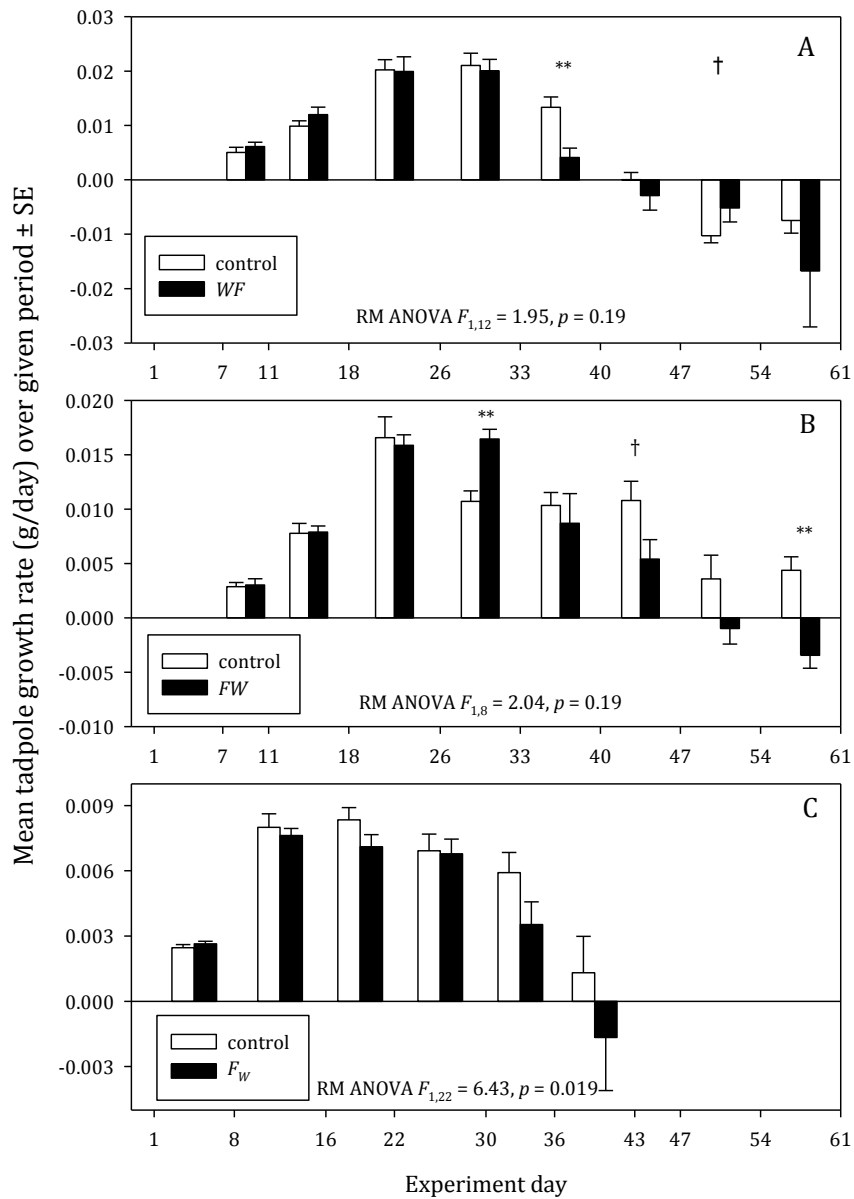 Mean tadpole growth rate (g/day) over given period ± SE
A
0.03
0.02
0.01
0.00
-0.01
-0.02
-0.03
**
†
control
WF
RM ANOVA F1,12 = 1.95, p = 0.19
1 7 11 18 26 33 40 47 54 61
B
0.020
0.015
0.010
0.005
0.000
-0.005
-0.010
**
†
**
control
FW
RM ANOVA F1,8 = 2.04, p = 0.19
1 7 11 18 26 33 40 47 54 61
C
0.009
0.006
0.003
0.000
-0.003
control
FW
RM ANOVA F1,22 = 6.43, p = 0.019
1 8 16 22 30 36 43 47 54 61
Experiment day